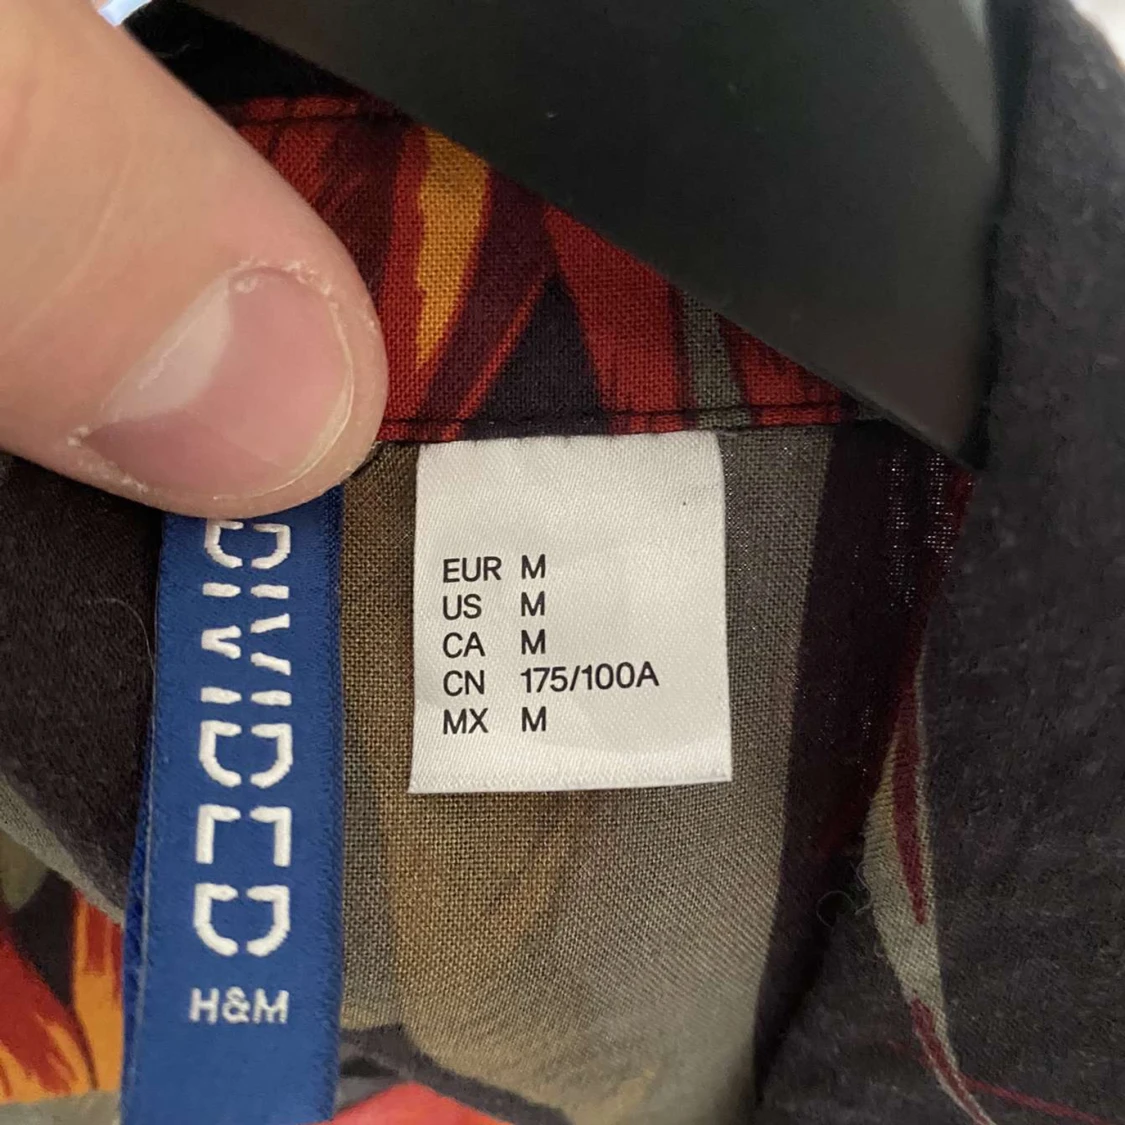 DIVIDED
H&M
EUR M
US M
CA M
CN 175/100A
MX M